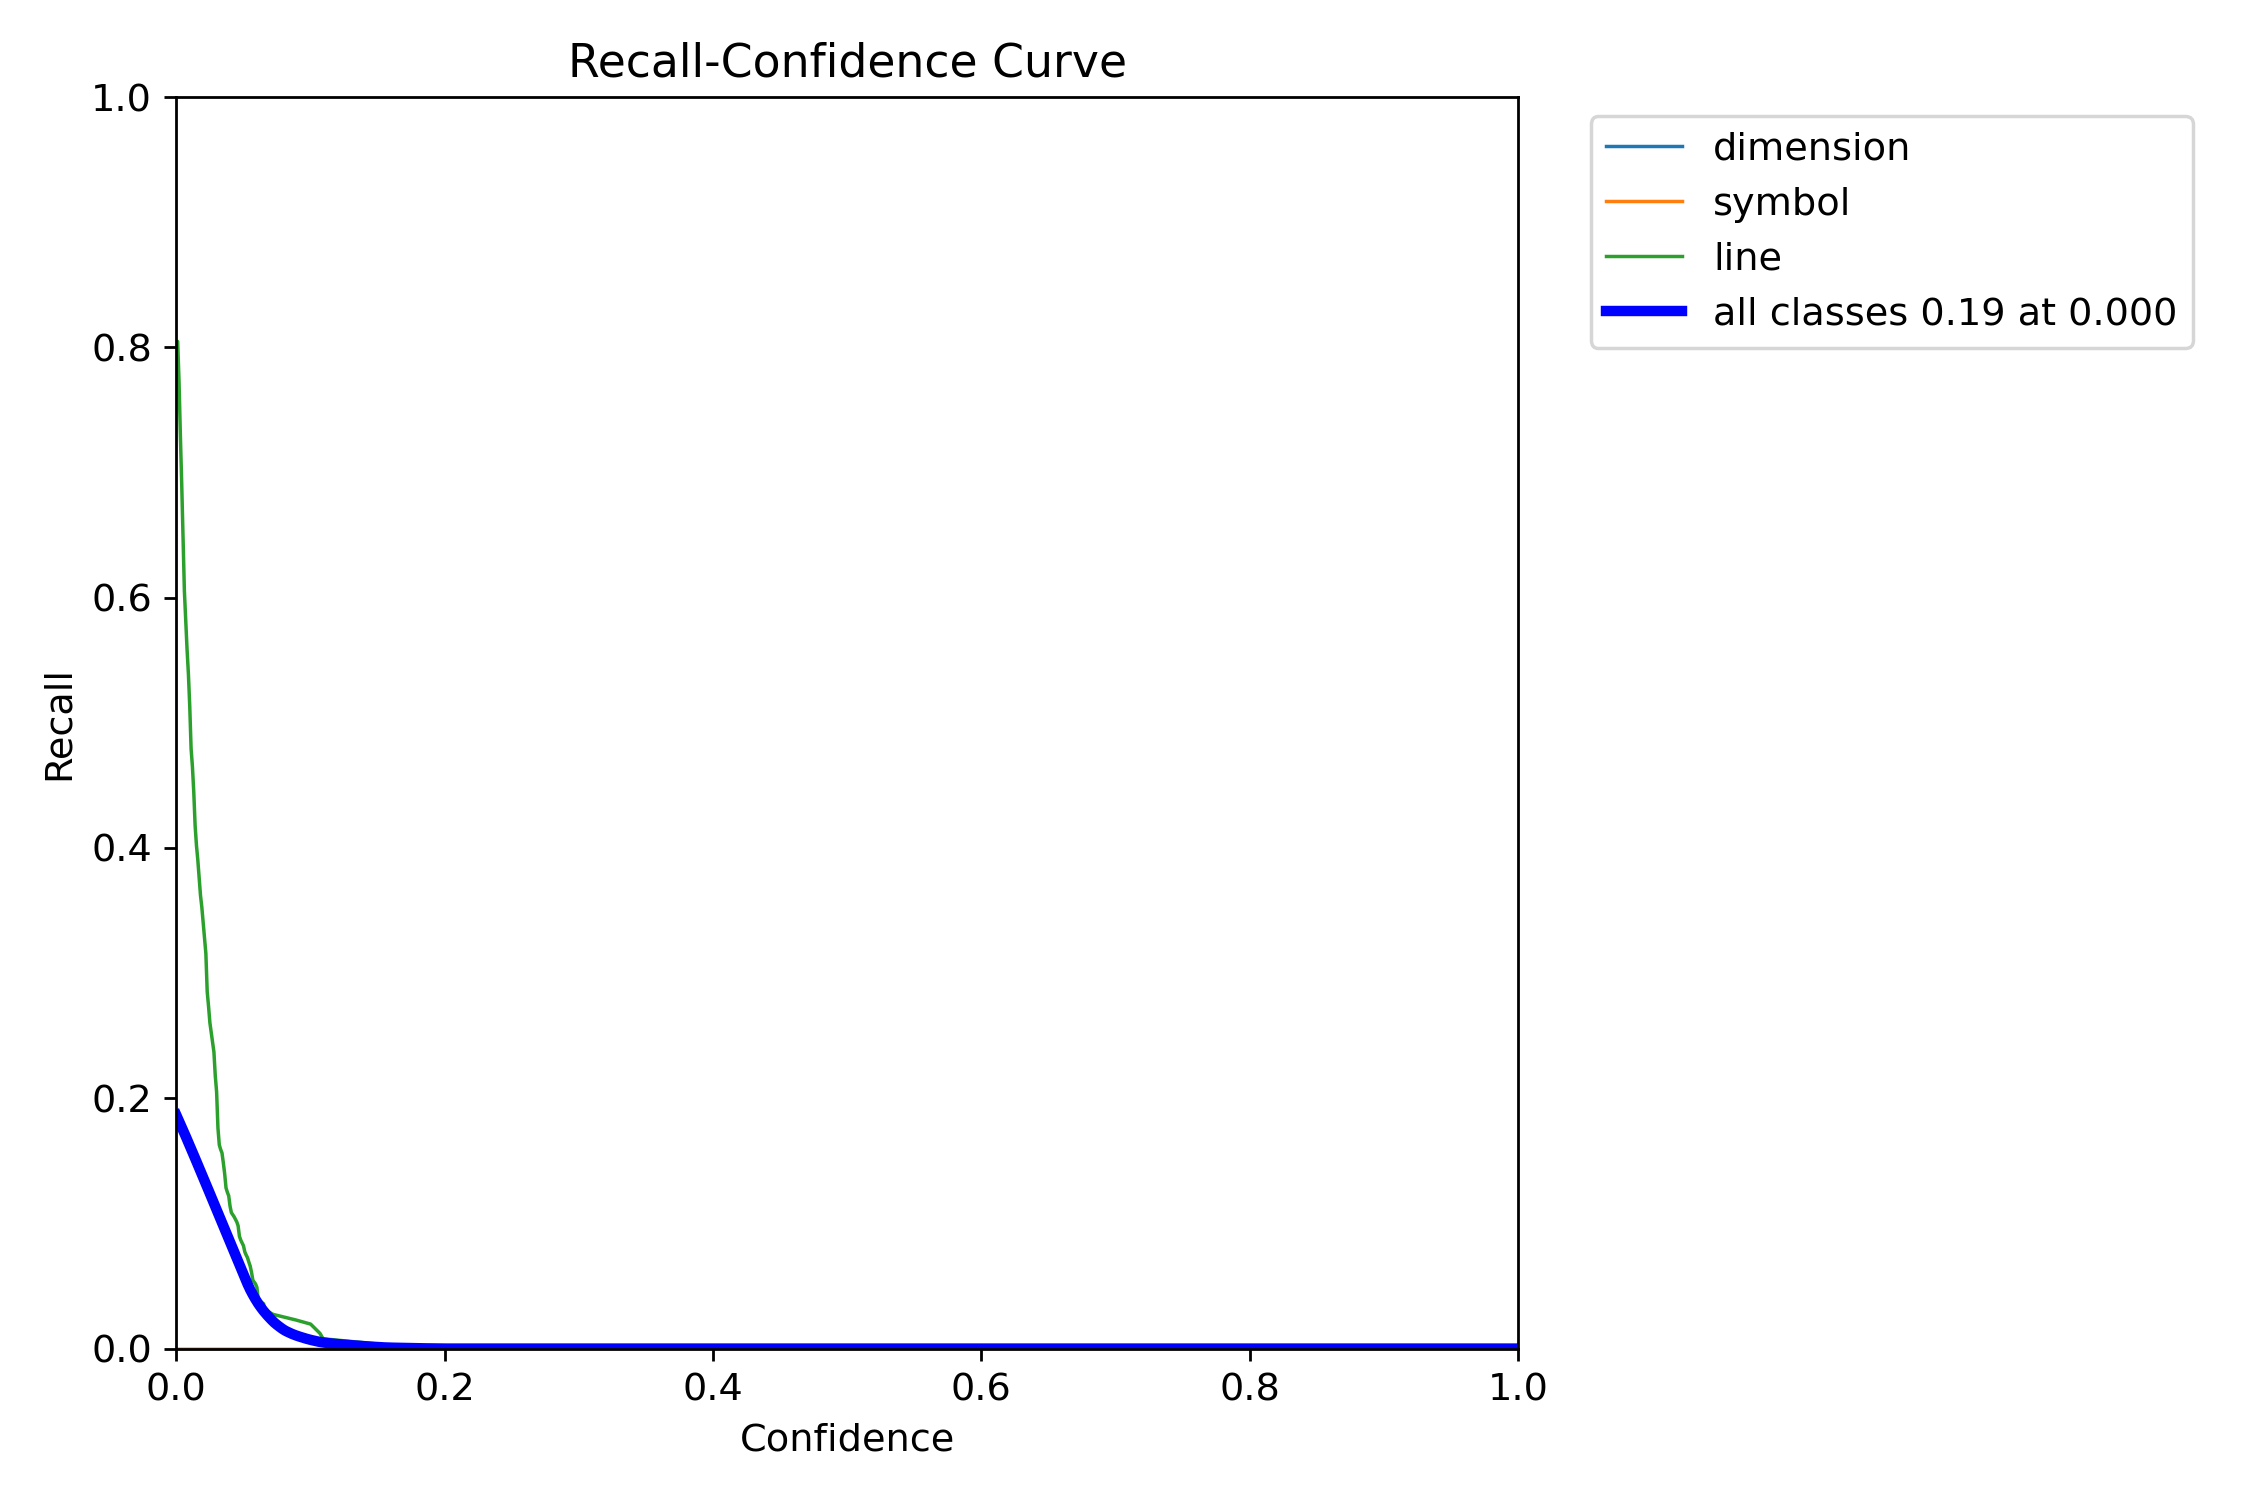 Recall-Confidence Curve
1.0
0.8
0.6
0.4
0.2
0.0
Recall
0.0 0.2 0.4 0.6 0.8 1.0
Confidence
dimension
symbol
line
all classes 0.19 at 0.000